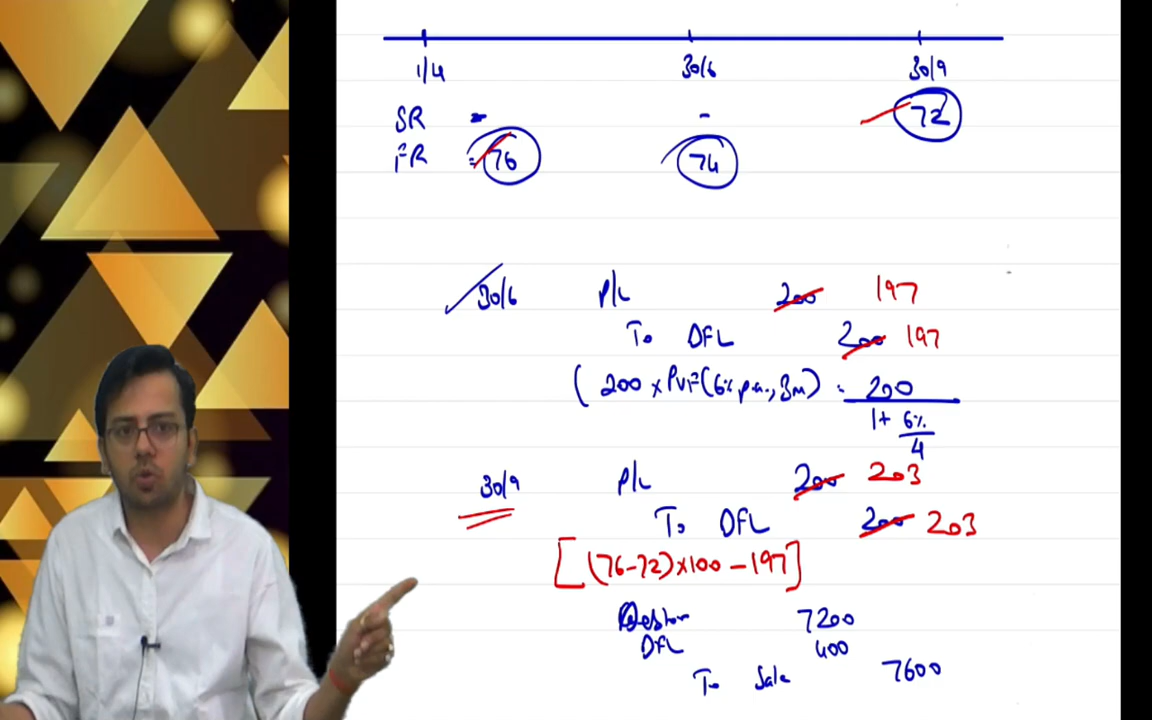 1/4 30/6 30/9
SR - - 72
FR = 76 74
30/6 P/L 200 197
To DFL 200 197
( 200 x PVF(6% p.a., 3m) = 200
1 + 6%
4
30/9 P/L 200 203
To DFL 200 203
[(76-72)x100 - 197]
Debtor 7200
DFL 400
To Sale 7600